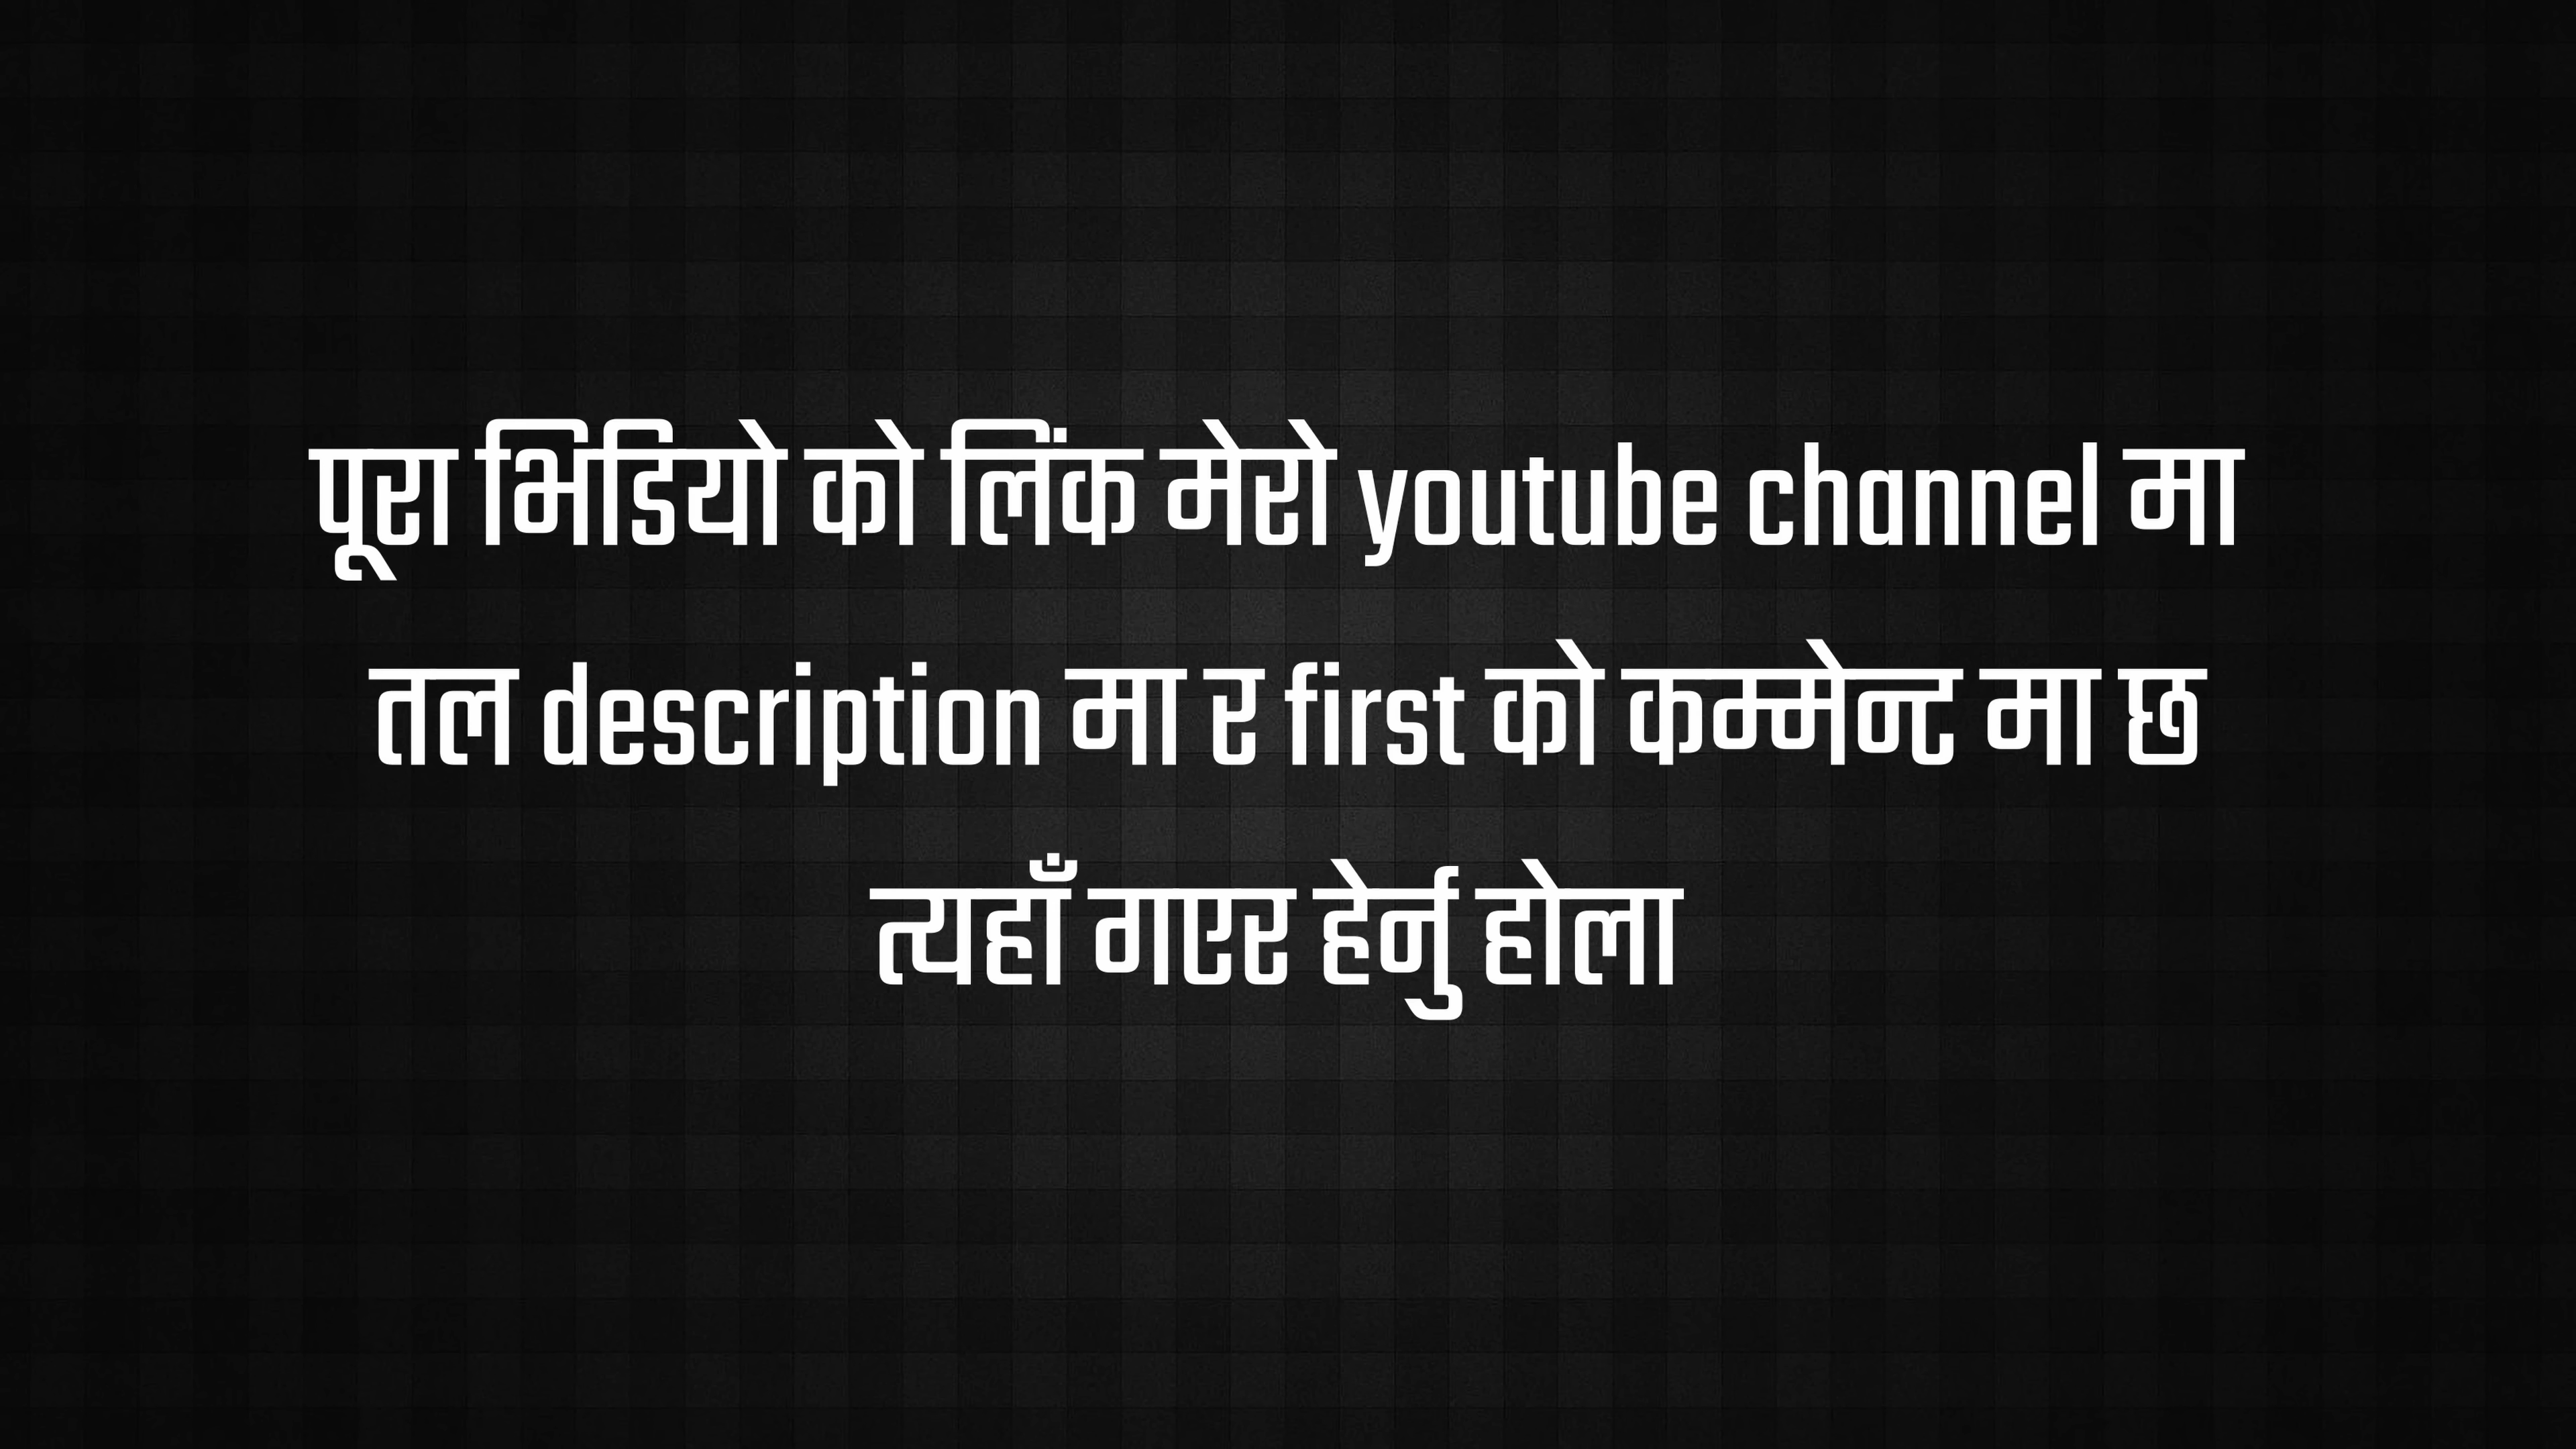 पूरा भिडियो को लिंक मेरो youtube channel मा
तल description मा र first को कम्मेन्ट मा छ
त्यहाँ गएर हेर्नु होला